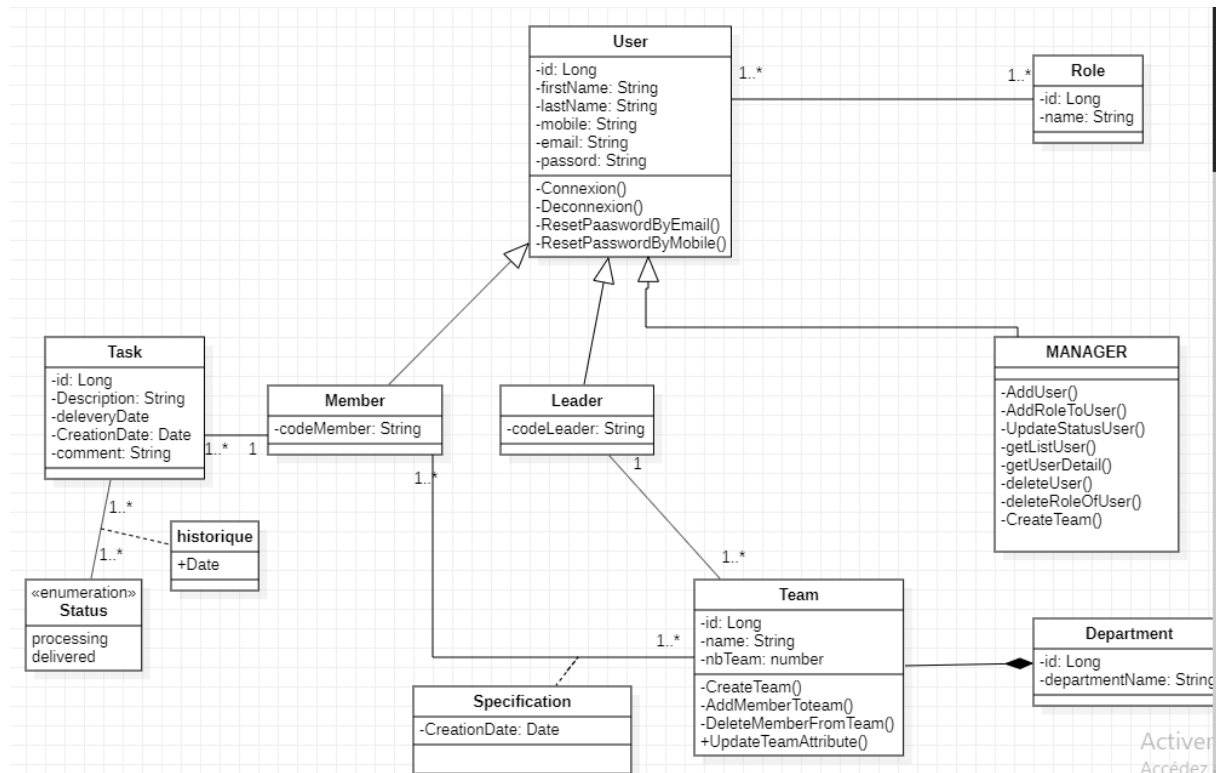 User
-id: Long
-firstName: String
-lastName: String
-mobile: String
-email: String
-passord: String
-Connexion()
-Deconnexion()
-ResetPaaswordByEmail()
-ResetPasswordByMobile()
1..*
1..*
Role
-id: Long
-name: String
Task
-id: Long
-Description: String
-deleveryDate
-CreationDate: Date
-comment: String
1..*
1
Member
-codeMember: String
1..*
Leader
-codeLeader: String
1
MANAGER
-AddUser()
-AddRoleToUser()
-UpdateStatusUser()
-getListUser()
-getUserDetail()
-deleteUser()
-deleteRoleOfUser()
-CreateTeam()
1..*
1..*
historique
+Date
«enumeration»
Status
processing
delivered
1..*
1..*
Team
-id: Long
-name: String
-nbTeam: number
-CreateTeam()
-AddMemberToteam()
-DeleteMemberFromTeam()
+UpdateTeamAttribute()
Department
-id: Long
-departmentName: String
Specification
-CreationDate: Date
Activer
Accédez